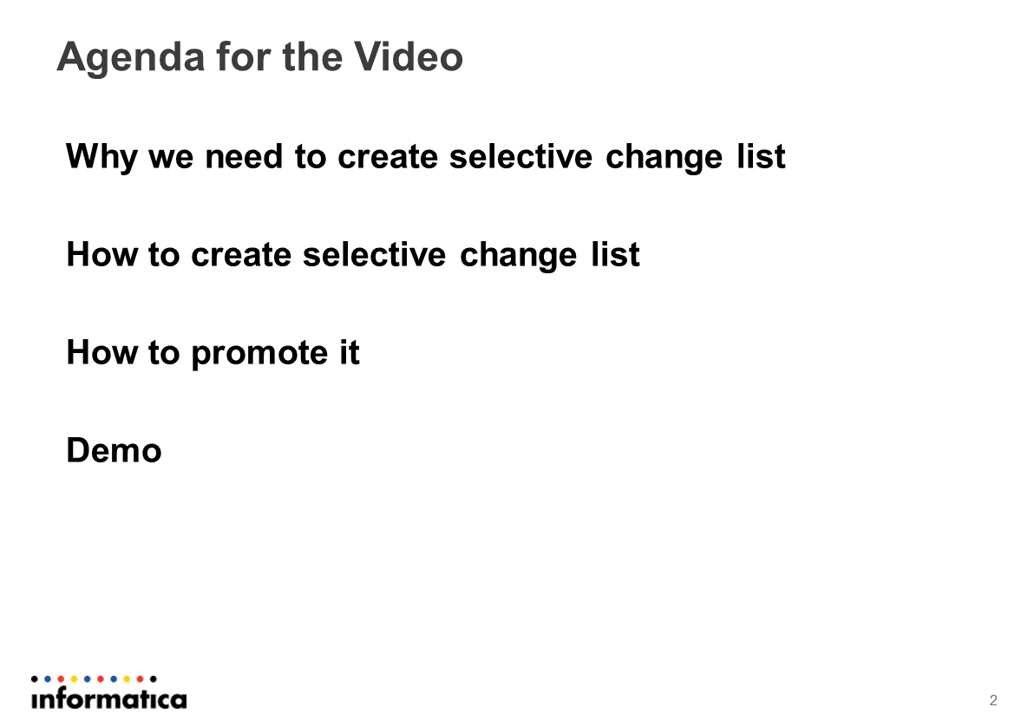 Agenda for the Video
Why we need to create selective change list
How to create selective change list
How to promote it
Demo
informatica
2